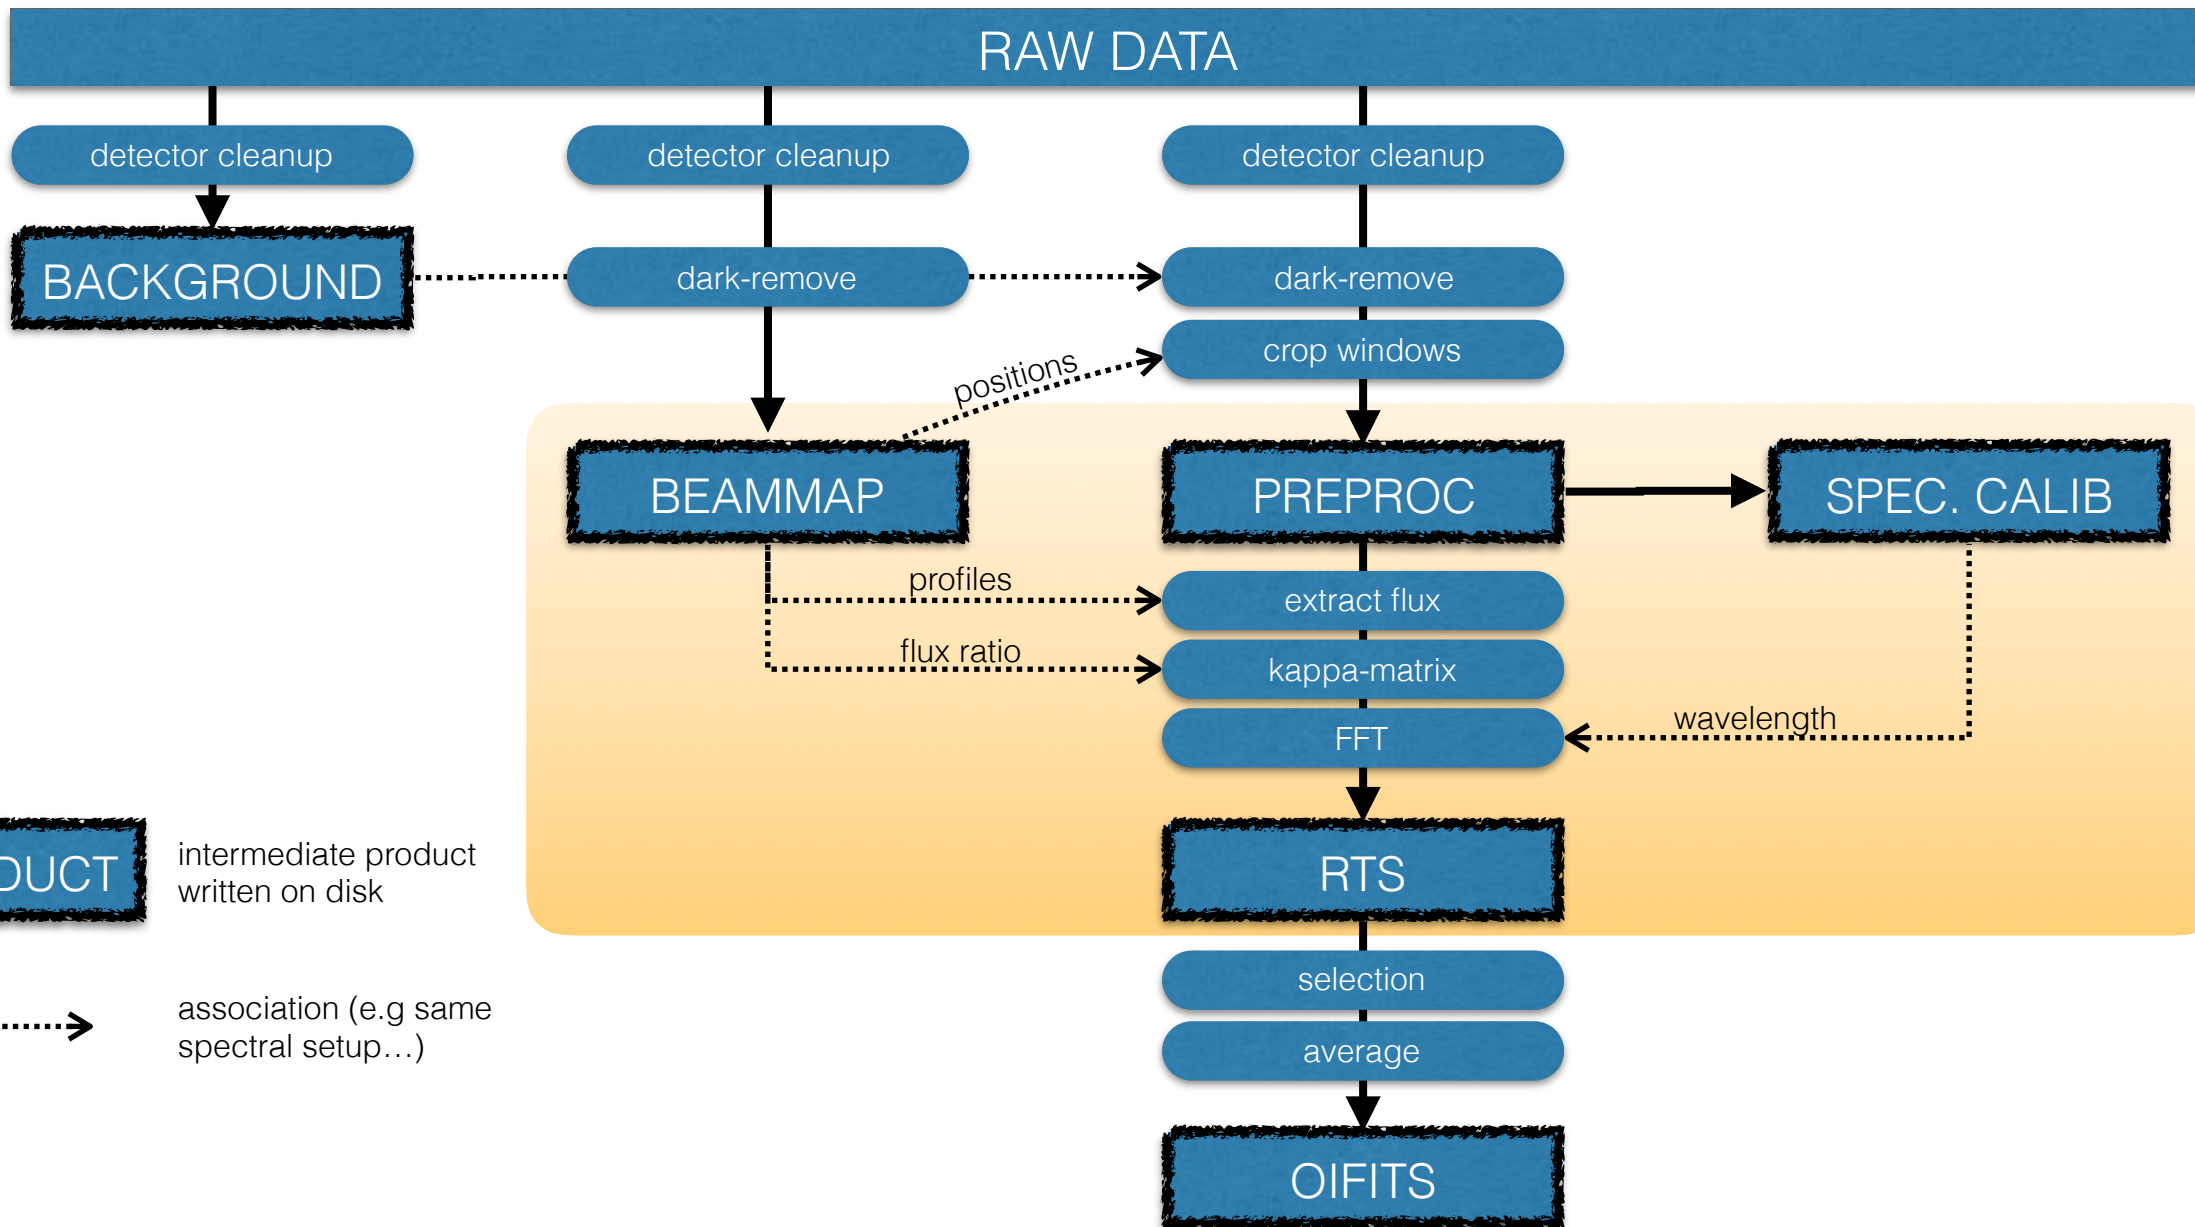 RAW DATA
detector cleanup
detector cleanup
detector cleanup
BACKGROUND
dark-remove
dark-remove
crop windows
positions
BEAMMAP
PREPROC
SPEC. CALIB
profiles
extract flux
flux ratio
kappa-matrix
wavelength
FFT
DUCT
intermediate product
written on disk
RTS
selection
association (e.g same
spectral setup…)
average
OIFITS